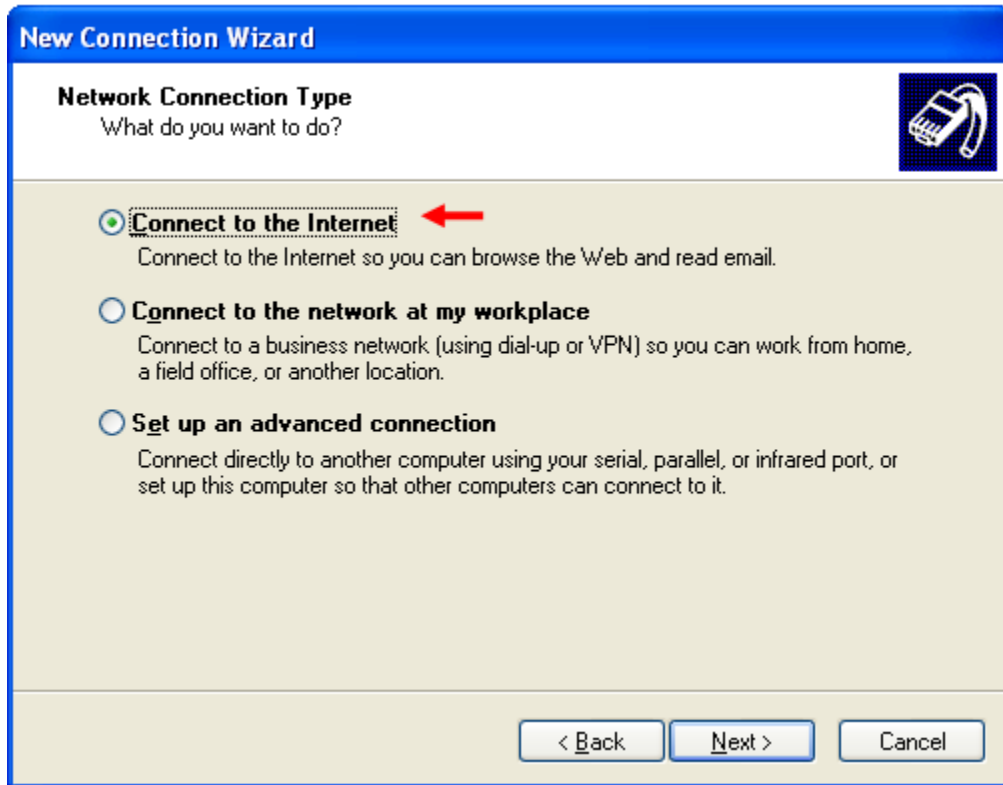 New Connection Wizard
Network Connection Type
What do you want to do?
Connect to the Internet
Connect to the Internet so you can browse the Web and read email.
Connect to the network at my workplace
Connect to a business network (using dial-up or VPN) so you can work from home,
a field office, or another location.
Set up an advanced connection
Connect directly to another computer using your serial, parallel, or infrared port, or
set up this computer so that other computers can connect to it.
< Back Next > Cancel